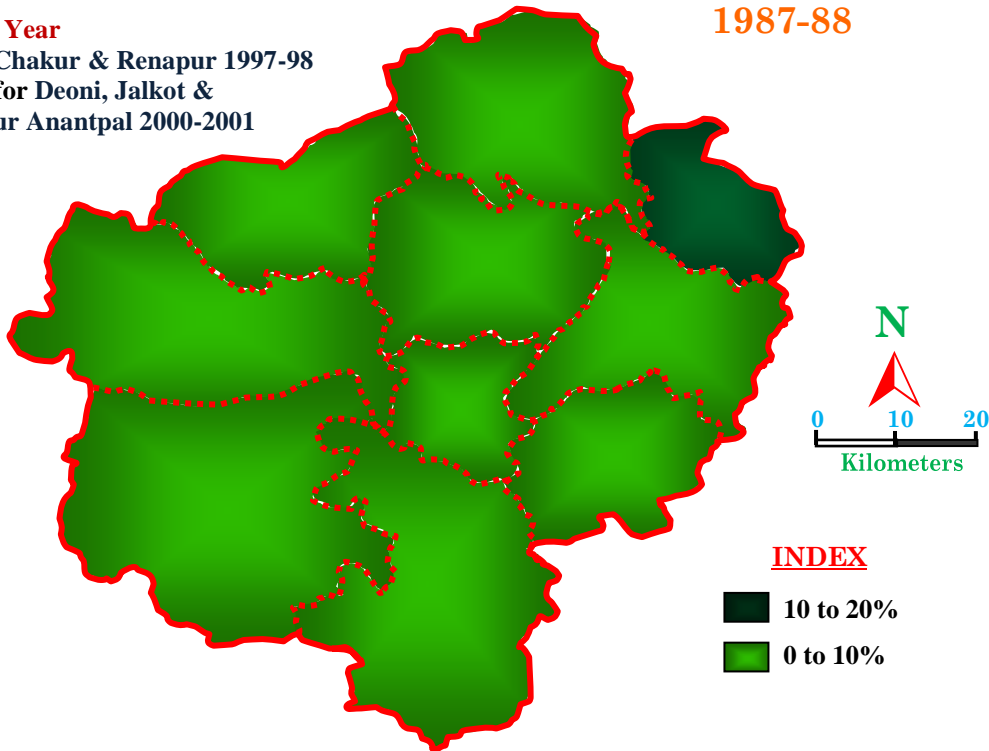 1987-88
Year
Chakur & Renapur 1997-98
for Deoni, Jalkot &
ur Anantpal 2000-2001
N
0 10 20
Kilometers
INDEX
10 to 20%
0 to 10%